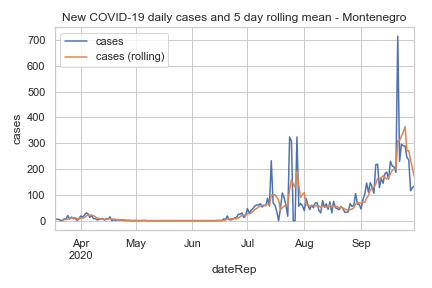 New COVID-19 daily cases and 5 day rolling mean - Montenegro
cases
cases (rolling)
700
600
500
400
300
200
100
0
cases
Apr
2020
May
Jun
Jul
Aug
Sep
dateRep